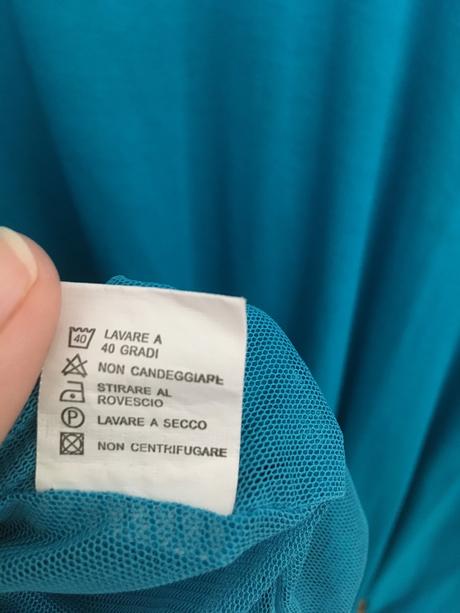 40 LAVARE A
40 GRADI
NON CANDEGGIARE
STIRARE AL
ROVESCIO
P LAVARE A SECCO
NON CENTRIFUGARE